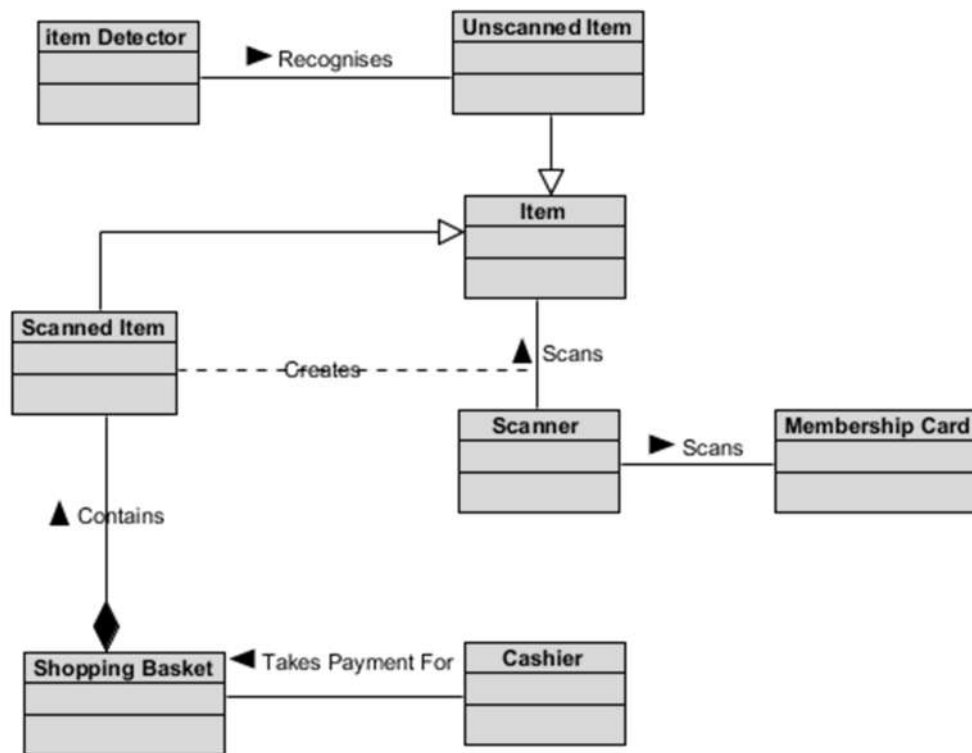 item Detector
Recognises
Unscanned Item
Item
Scanned Item
Creates
Scans
Scanner
Scans
Membership Card
Contains
Shopping Basket
Takes Payment For
Cashier